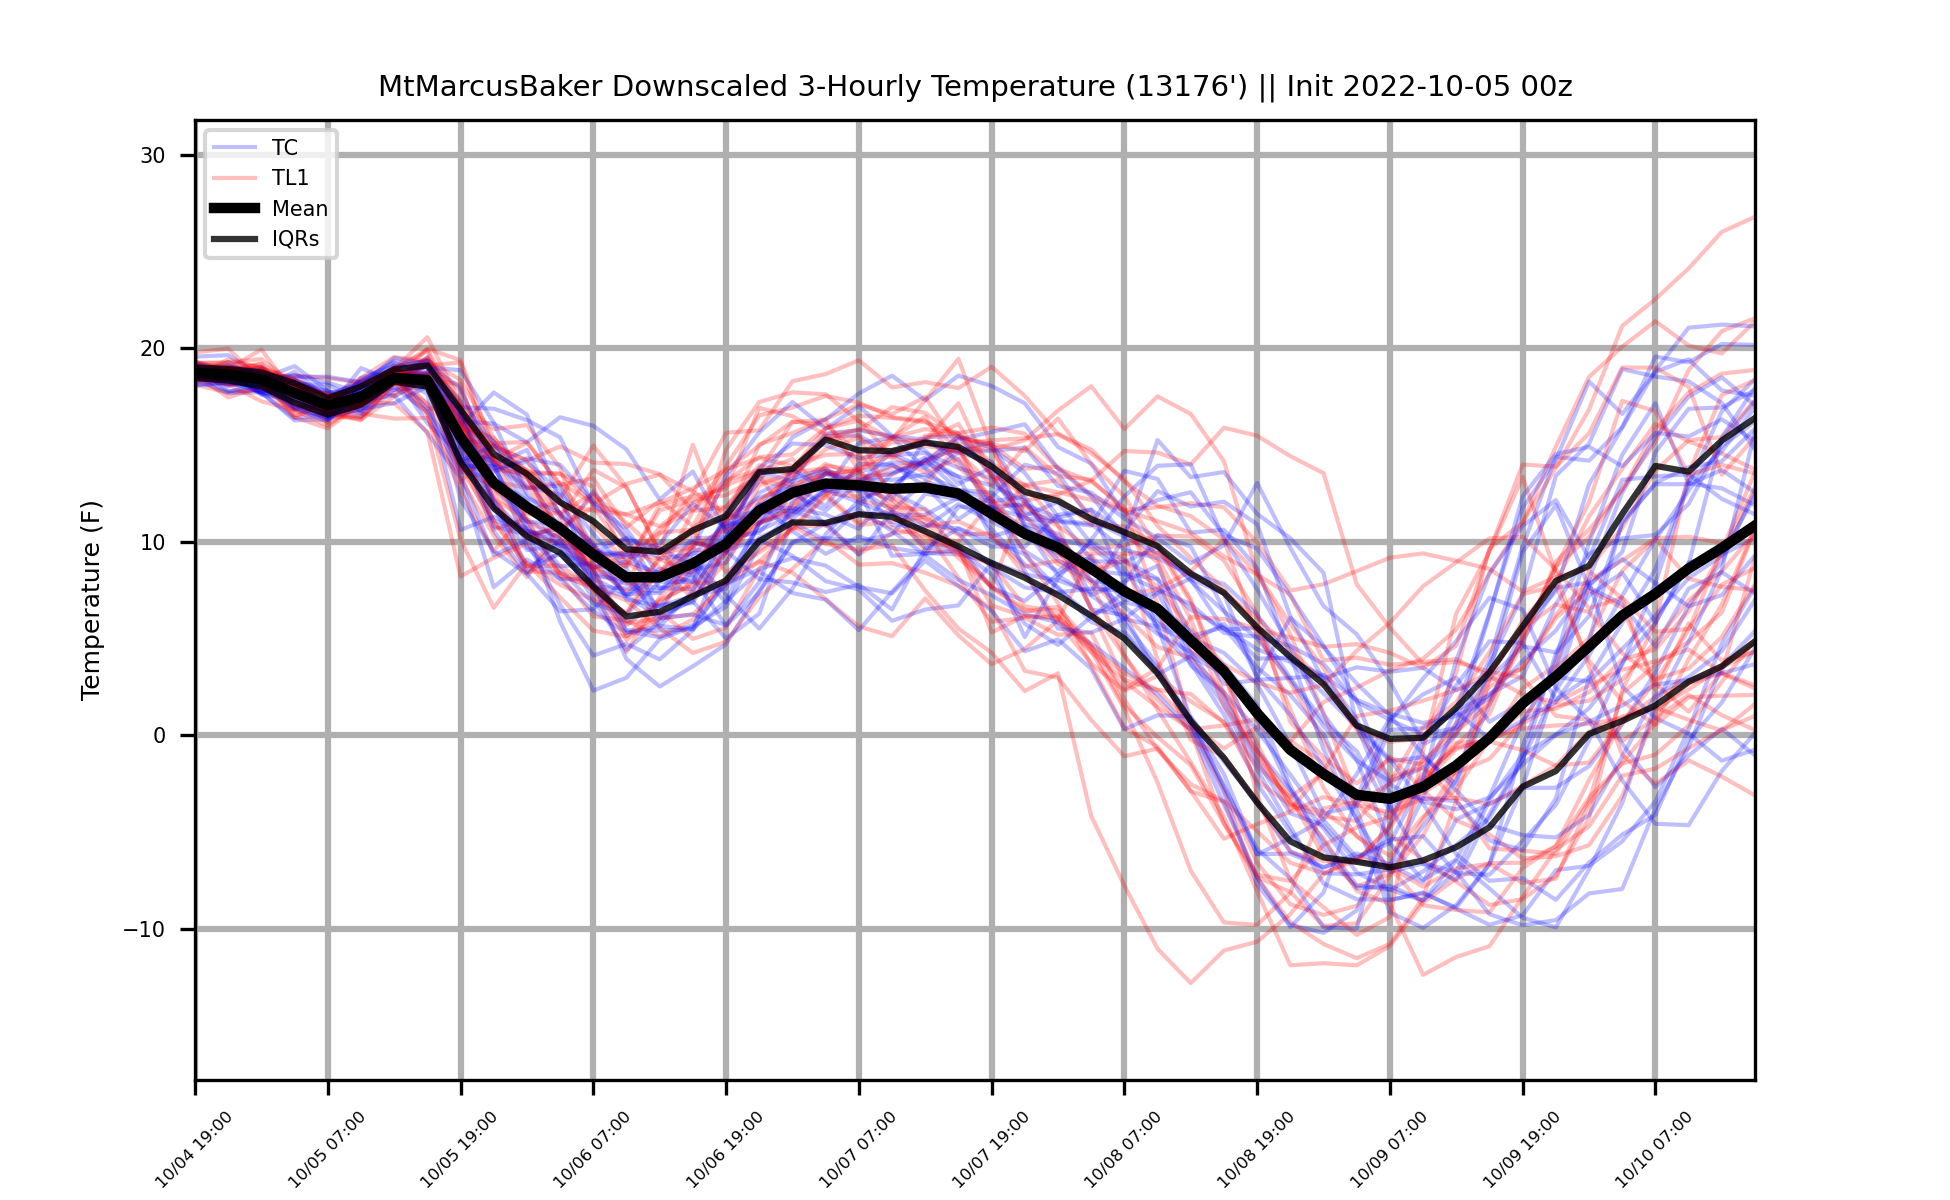 MtMarcusBaker Downscaled 3-Hourly Temperature (13176') || Init 2022-10-05 00z
TC
TL1
Mean
IQRs
Temperature (F)
30
20
10
0
−10
10/04 19:00
10/05 07:00
10/05 19:00
10/06 07:00
10/06 19:00
10/07 07:00
10/07 19:00
10/08 07:00
10/08 19:00
10/09 07:00
10/09 19:00
10/10 07:00